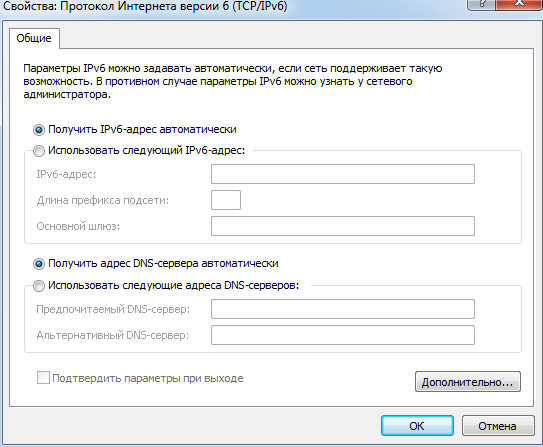 Свойства: Протокол Интернета версии 6 (TCP/IPv6)
Общие
Параметры IPv6 можно задавать автоматически, если сеть поддерживает такую
возможность. В противном случае параметры IPv6 можно узнать у сетевого
администратора.
Получить IPv6-адрес автоматически
Использовать следующий IPv6-адрес:
IPv6-адрес:
Длина префикса подсети:
Основной шлюз:
Получить адрес DNS-сервера автоматически
Использовать следующие адреса DNS-серверов:
Предпочитаемый DNS-сервер:
Альтернативный DNS-сервер:
Подтвердить параметры при выходе
Дополнительно...
ОК
Отмена